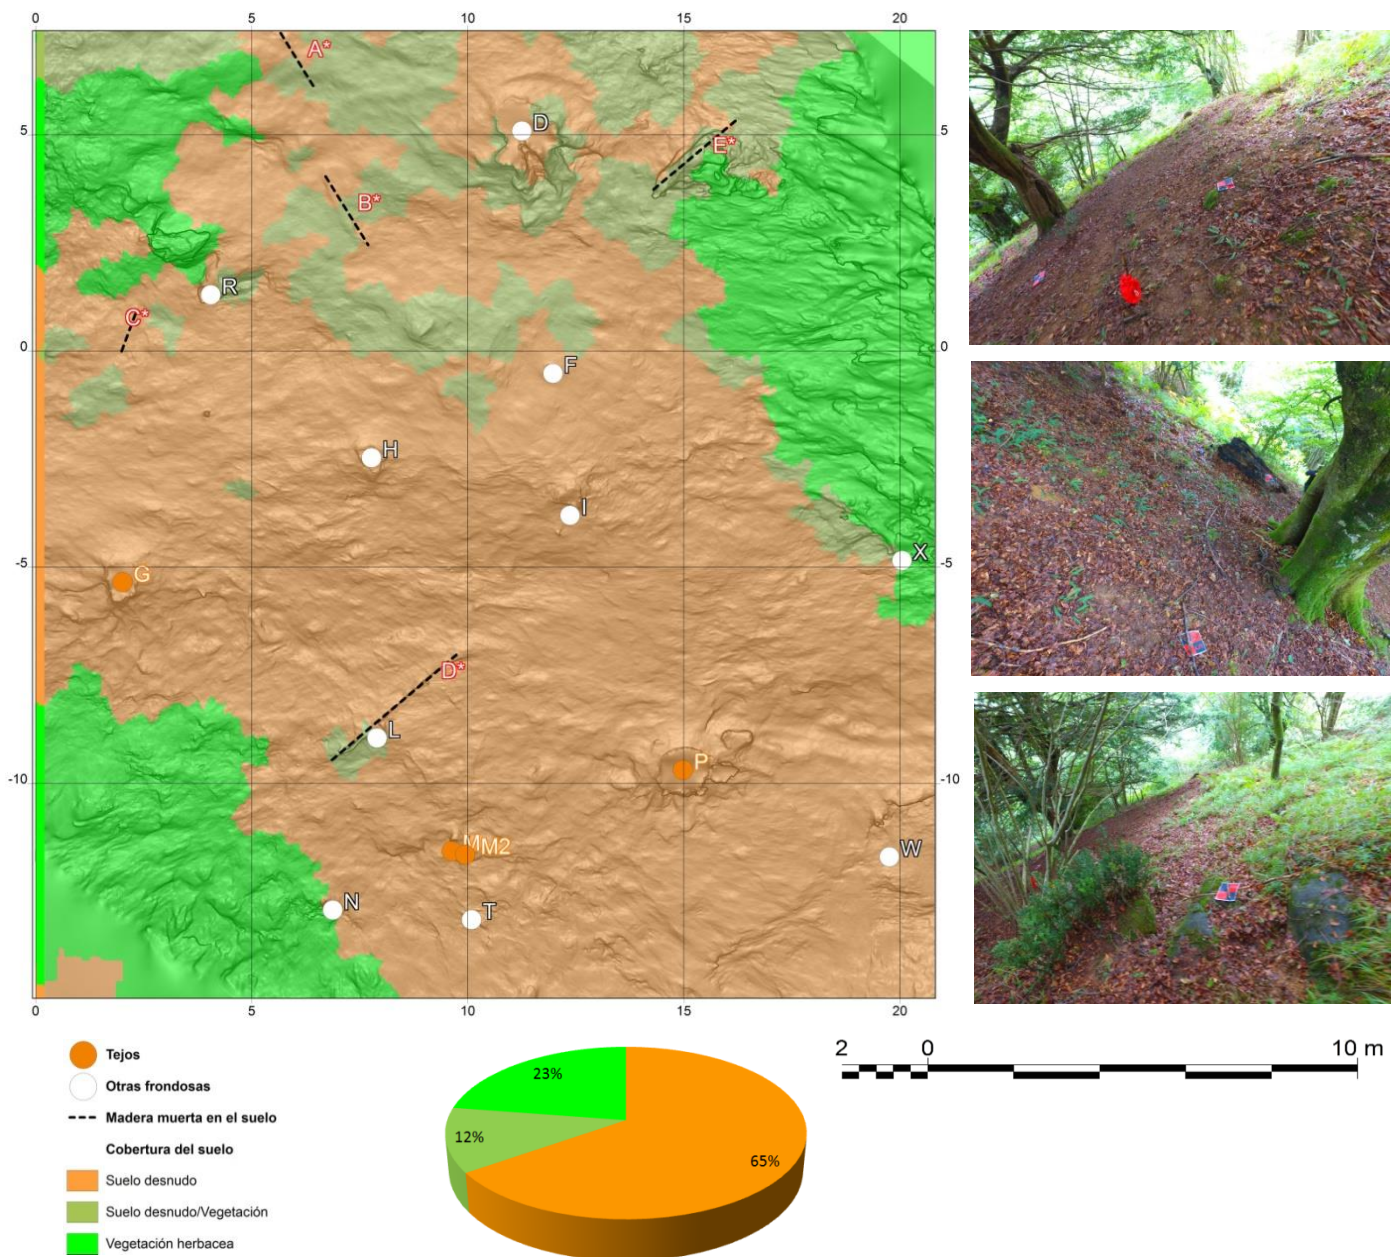 0 5 10 15 20
A*
D
5 5
E*
B*
R
C*
0 0
F
H
I
X
-5 -5
G
D*
L
P
-10 -10
M M2
W
N
T
0 5 10 15 20
Tejos
Otras frondosas
Madera muerta en el suelo
Cobertura del suelo
Suelo desnudo
Suelo desnudo/Vegetación
Vegetación herbacea
23%
12%
65%
2 0 10 m